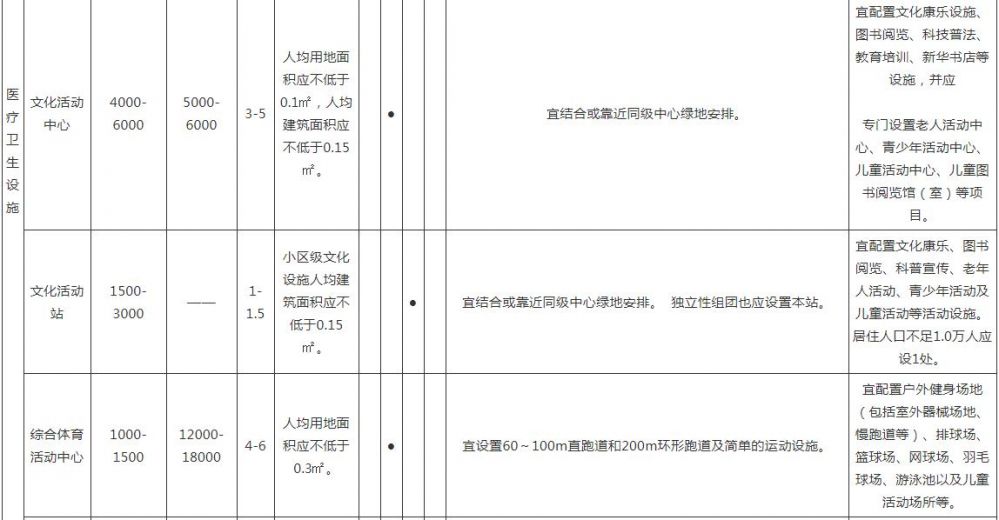 医
疗
卫
生
设
施
文化活动
中心
4000-
6000
5000-
6000
3-5
人均用地面
积应不低于
0.1㎡，人均
建筑面积应
不低于0.15
㎡。
●
宜结合或靠近同级中心绿地安排。
宜配置文化康乐设施、
图书阅览、科技普法、
教育培训、新华书店等
设施，并应
专门设置老人活动中
心、青少年活动中心、
儿童活动中心、儿童图
书阅览馆（室）等项
目。
文化活动
站
1500-
3000
——
1-
1.5
小区级文化
设施人均建
筑面积应不
低于0.15
㎡。
●
宜结合或靠近同级中心绿地安排。 独立性组团也应设置本站。
宜配置文化康乐、图书
阅览、科普宣传、老年
人活动、青少年活动及
儿童活动等活动设施。
居住人口不足1.0万人应
设1处。
综合体育
活动中心
1000-
1500
12000-
18000
4-6
人均用地面
积应不低于
0.3㎡。
●
宜设置60～100m直跑道和200m环形跑道及简单的运动设施。
宜配置户外健身场地
（包括室外器械场地、
慢跑道等）、排球场、
篮球场、网球场、羽毛
球场、游泳池以及儿童
活动场所等。